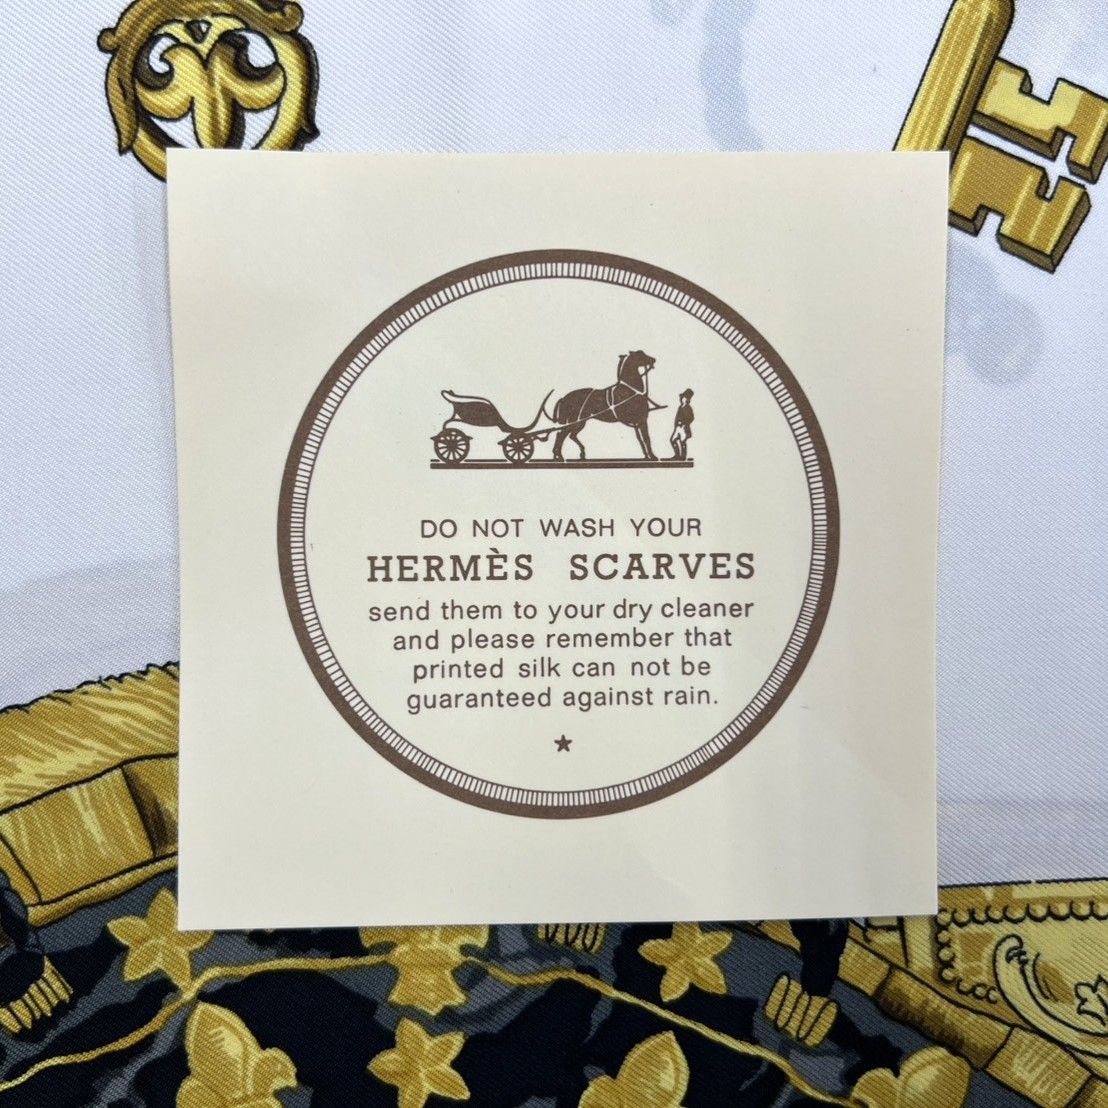 DO NOT WASH YOUR
HERMÈS SCARVES
send them to your dry cleaner
and please remember that
printed silk can not be
guaranteed against rain.